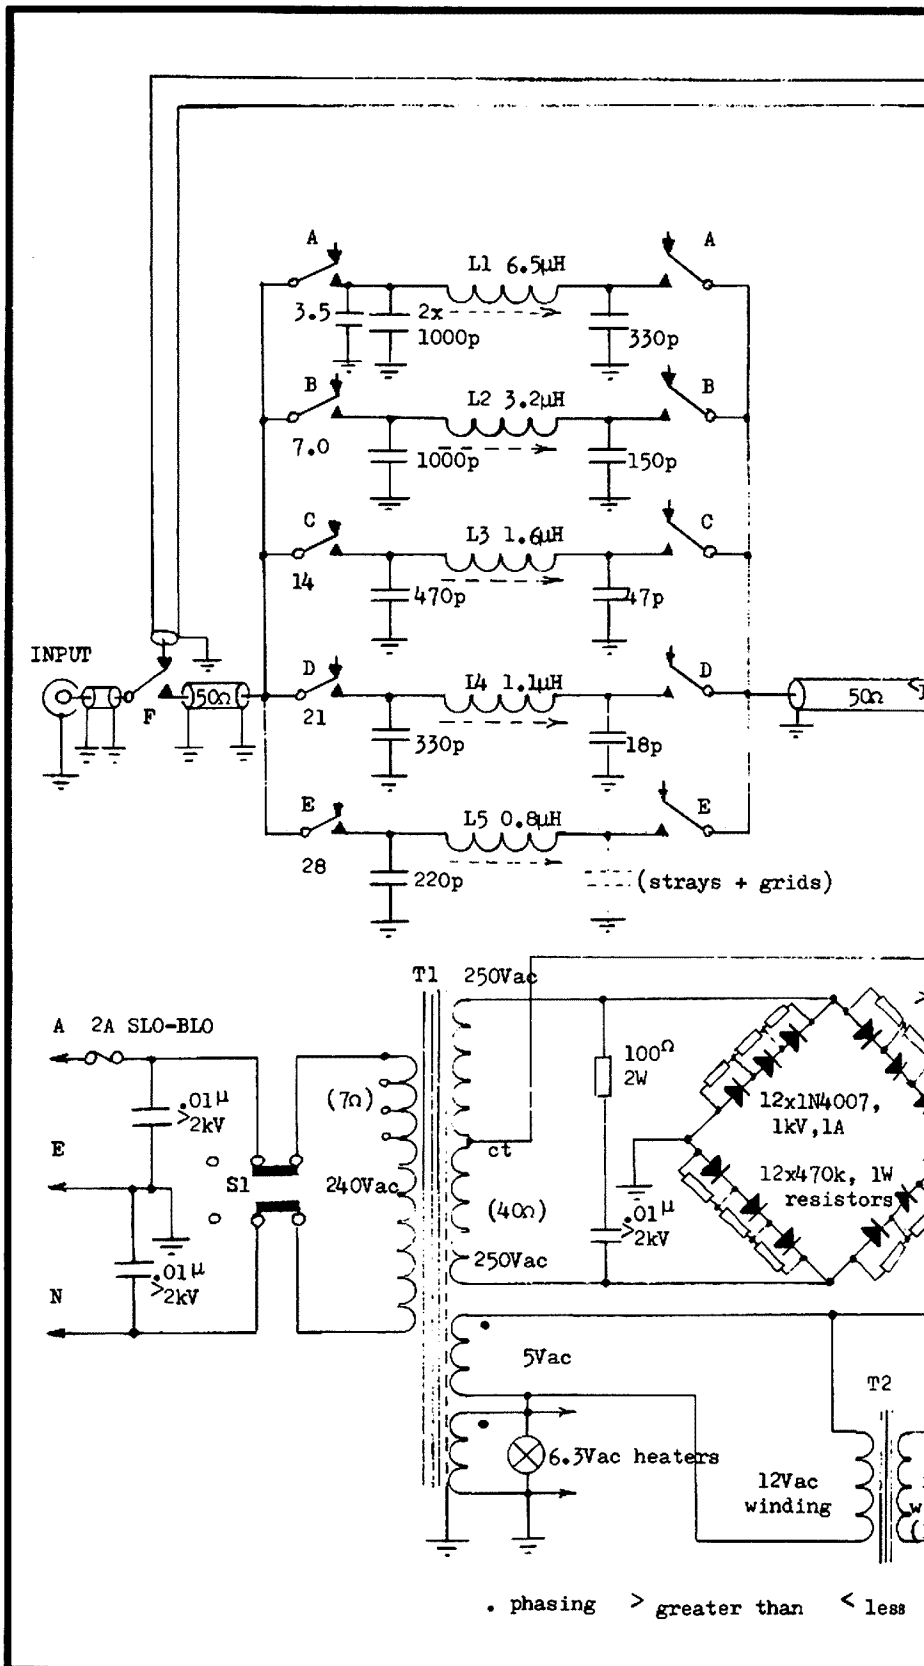 A
A
L1 6.5µH
3.5
2x
1000p
330p
B
B
L2 3.2µH
7.0
1000p
150p
C
C
L3 1.6µH
14
470p
47p
INPUT
D
D
L4 1.1µH
F
50Ω
21
50Ω
<
330p
18p
E
E
L5 0.8µH
28
220p
(strays + grids)
T1
250Vac
A
2A SLO-BLO
100Ω
2W
(7Ω)
.01µ
>2kV
12x1N4007,
1kV,1A
E
ct
S1
240Vac
12x470k, 1W
resistors
(40Ω)
.01µ
>2kV
250Vac
N
.01µ
>2kV
5Vac
T2
6.3Vac heaters
12Vac
winding
w
(
. phasing > greater than < less